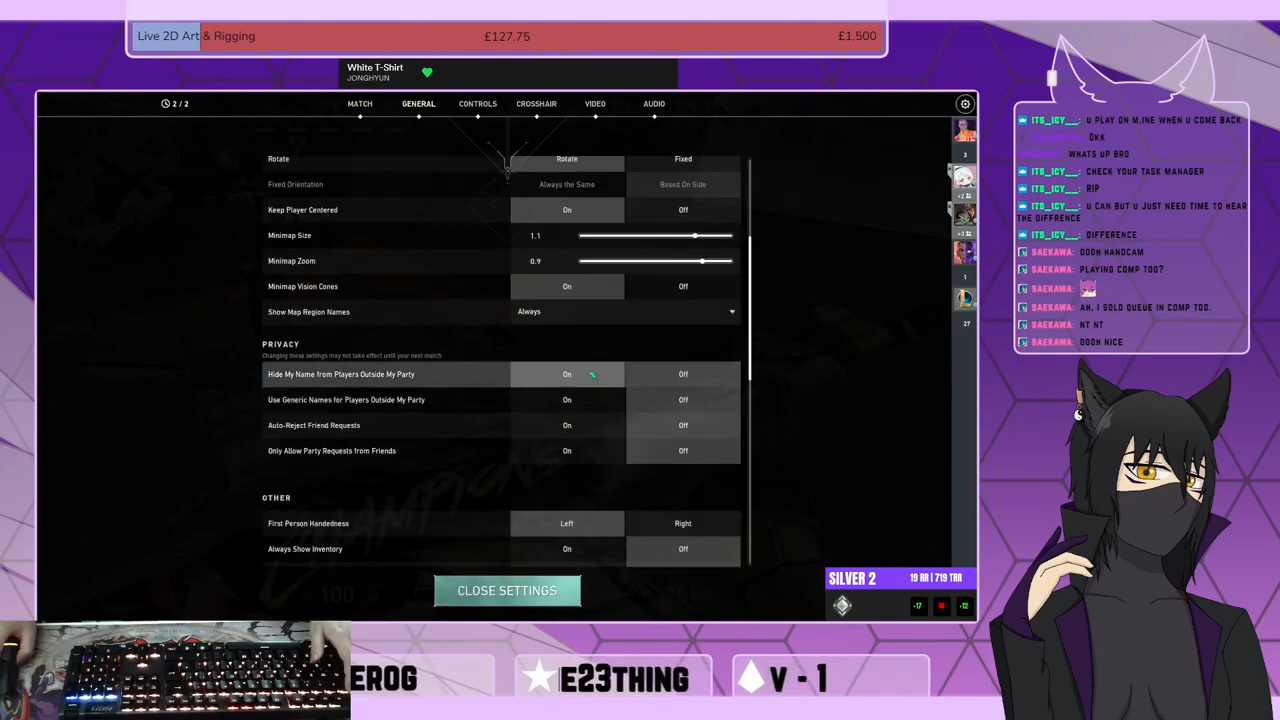 Live 2D Art & Rigging
£127.75
£1,500
White T-Shirt
JONGHYUN
2 / 2
MATCH
GENERAL
CONTROLS
CROSSHAIR
VIDEO
AUDIO
Rotate
Rotate
Fixed
Fixed Orientation
Always the Same
Based On Side
Keep Player Centered
On
Off
Minimap Size
1.1
Minimap Zoom
0.9
Minimap Vision Cones
On
Off
Show Map Region Names
Always
PRIVACY
Changing these settings may not take effect until your next match
Hide My Name from Players Outside My Party
On
Off
Use Generic Names for Players Outside My Party
On
Off
Auto-Reject Friend Requests
On
Off
Only Allow Party Requests from Friends
On
Off
OTHER
First Person Handedness
Left
Right
Always Show Inventory
On
Off
CLOSE SETTINGS
3
+2
+3
1
27
SILVER 2
19 RR | 719 TRR
+17
+12
ITS_ICY__: U PLAY ON M.INE WHEN U COME BACK
OKK
WHATS UP BRO
ITS_ICY__: CHECK YOUR TASK MANAGER
ITS_ICY__: RIP
ITS_ICY__: U CAN BUT U JUST NEED TIME TO HEAR
THE DIFFRENCE
ITS_ICY__: DIFFERENCE
SAEKAWA: OOOH HANDCAM
SAEKAWA: PLAYING COMP TOO?
SAEKAWA:
SAEKAWA: AH, I SOLO QUEUE IN COMP TOO.
SAEKAWA: NT NT
SAEKAWA: OOOH NICE
EROG
E23THING
V - 1